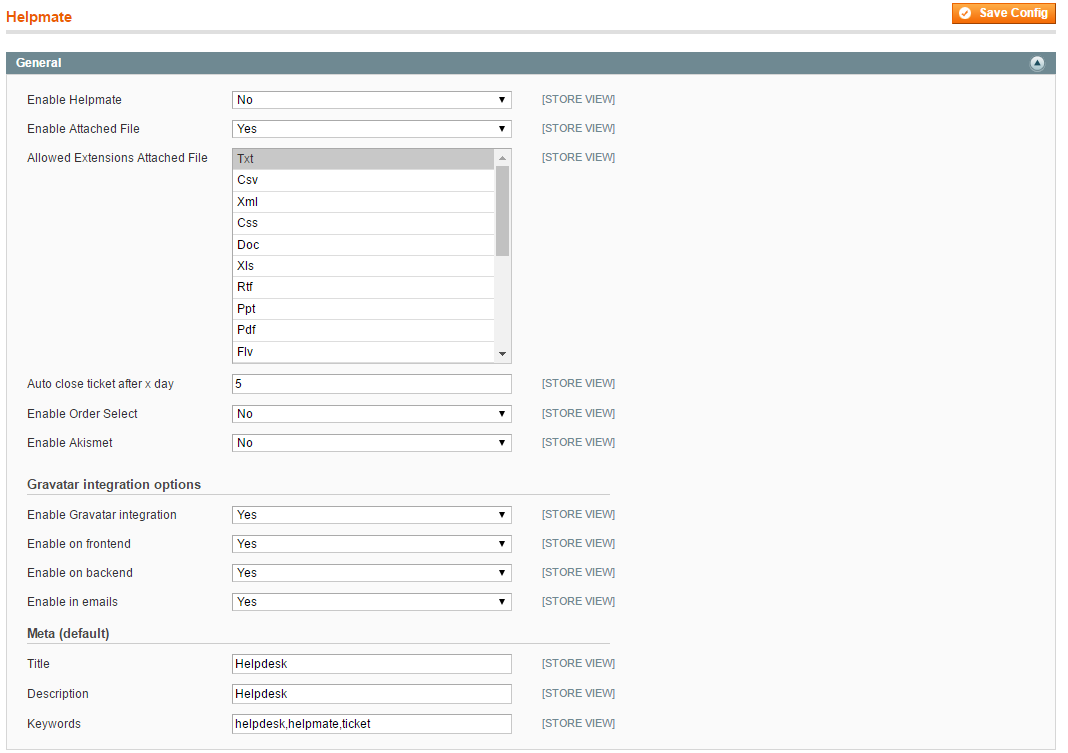 Helpmate
Save Config
General
Enable Helpmate No [STORE VIEW]
Enable Attached File Yes [STORE VIEW]
Allowed Extensions Attached File Txt [STORE VIEW]
Csv
Xml
Css
Doc
Xls
Rtf
Ppt
Pdf
Flv
Auto close ticket after x day 5 [STORE VIEW]
Enable Order Select No [STORE VIEW]
Enable Akismet No [STORE VIEW]
Gravatar integration options
Enable Gravatar integration Yes [STORE VIEW]
Enable on frontend Yes [STORE VIEW]
Enable on backend Yes [STORE VIEW]
Enable in emails Yes [STORE VIEW]
Meta (default)
Title Helpdesk [STORE VIEW]
Description Helpdesk [STORE VIEW]
Keywords helpdesk,helpmate,ticket [STORE VIEW]